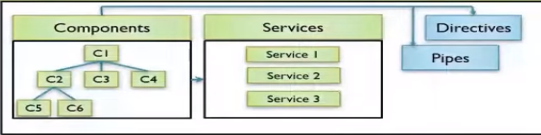 Components
C1
C2 C3 C4
C5 C6
Services
Service 1
Service 2
Service 3
Directives
Pipes